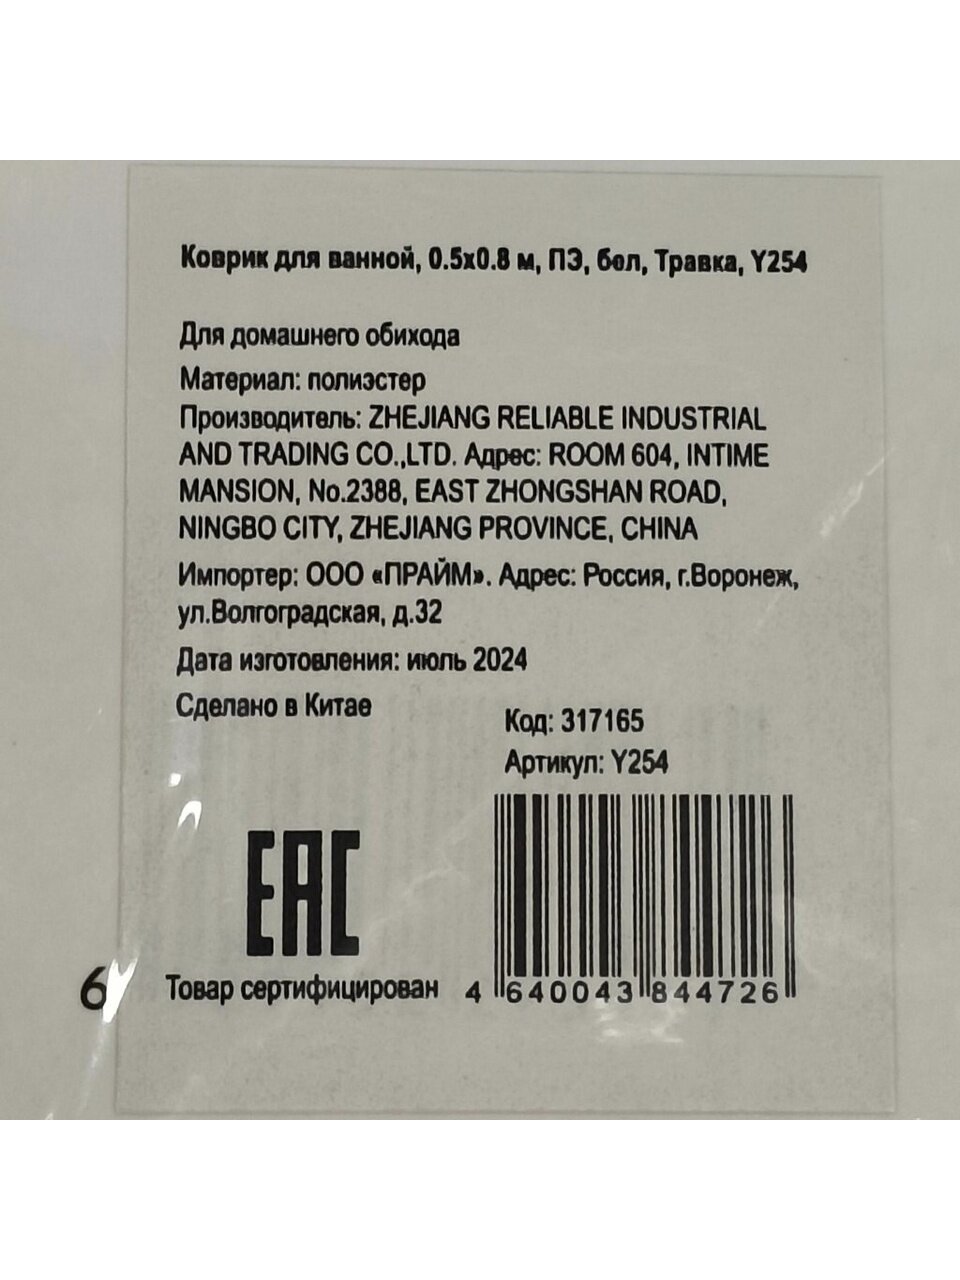 Коврик для ванной, 0.5х0.8 м, ПЭ, бел, Травка, Y254
Для домашнего обихода
Материал: полиэстер
Производитель: ZHEJIANG RELIABLE INDUSTRIAL
AND TRADING CO.,LTD. Адрес: ROOM 604, INTIME
MANSION, No.2388, EAST ZHONGSHAN ROAD,
NINGBO CITY, ZHEJIANG PROVINCE, CHINA
Импортер: ООО «ПРАЙМ». Адрес: Россия, г.Воронеж,
ул.Волгоградская, д.32
Дата изготовления: июль 2024
Сделано в Китае
Код: 317165
Артикул: Y254
ЕАС
Товар сертифицирован
4 640043 844726
6